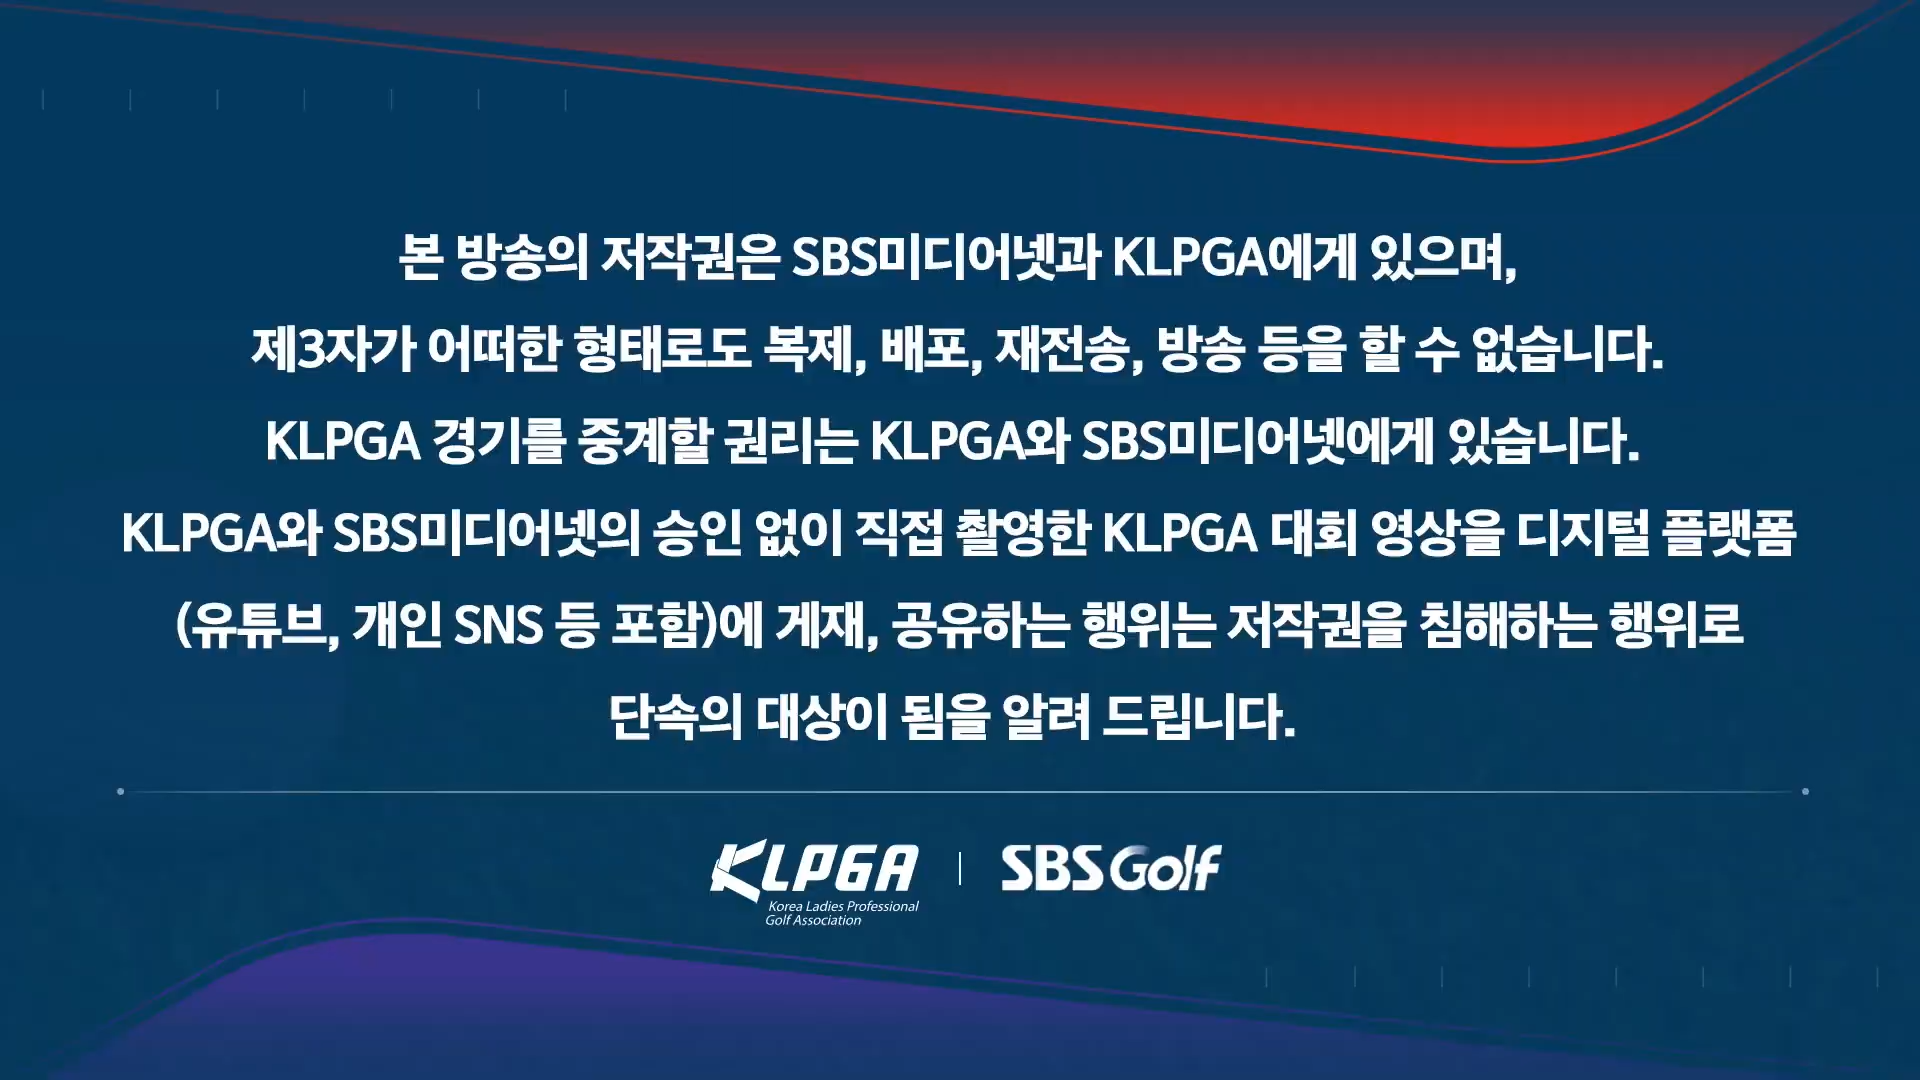 본 방송의 저작권은 SBS미디어넷과 KLPGA에게 있으며,
제3자가 어떠한 형태로도 복제, 배포, 재전송, 방송 등을 할 수 없습니다.
KLPGA 경기를 중계할 권리는 KLPGA와 SBS미디어넷에게 있습니다.
KLPGA와 SBS미디어넷의 승인 없이 직접 촬영한 KLPGA 대회 영상을 디지털 플랫폼
(유튜브, 개인 SNS 등 포함)에 게재, 공유하는 행위는 저작권을 침해하는 행위로
단속의 대상이 됨을 알려 드립니다.
KLPGA
Korea Ladies Professional
Golf Association
SBS Golf